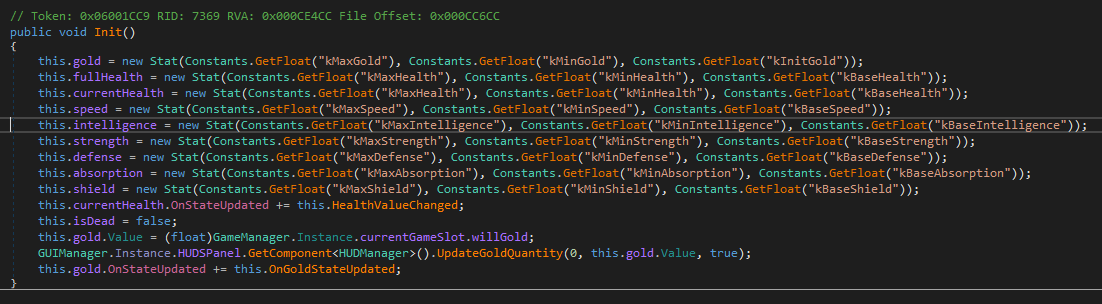 // Token: 0x06001CC9 RID: 7369 RVA: 0x000CE4CC File Offset: 0x000CC6CC
public void Init()
{
this.gold = new Stat(Constants.GetFloat("kMaxGold"), Constants.GetFloat("kMinGold"), Constants.GetFloat("kInitGold"));
this.fullHealth = new Stat(Constants.GetFloat("kMaxHealth"), Constants.GetFloat("kMinHealth"), Constants.GetFloat("kBaseHealth"));
this.currentHealth = new Stat(Constants.GetFloat("kMaxHealth"), Constants.GetFloat("kMinHealth"), Constants.GetFloat("kBaseHealth"));
this.speed = new Stat(Constants.GetFloat("kMaxSpeed"), Constants.GetFloat("kMinSpeed"), Constants.GetFloat("kBaseSpeed"));
this.intelligence = new Stat(Constants.GetFloat("kMaxIntelligence"), Constants.GetFloat("kMinIntelligence"), Constants.GetFloat("kBaseIntelligence"));
this.strength = new Stat(Constants.GetFloat("kMaxStrength"), Constants.GetFloat("kMinStrength"), Constants.GetFloat("kBaseStrength"));
this.defense = new Stat(Constants.GetFloat("kMaxDefense"), Constants.GetFloat("kMinDefense"), Constants.GetFloat("kBaseDefense"));
this.absorption = new Stat(Constants.GetFloat("kMaxAbsorption"), Constants.GetFloat("kMinAbsorption"), Constants.GetFloat("kBaseAbsorption"));
this.shield = new Stat(Constants.GetFloat("kMaxShield"), Constants.GetFloat("kMinShield"), Constants.GetFloat("kBaseShield"));
this.currentHealth.OnStateUpdated += this.HealthValueChanged;
this.isDead = false;
this.gold.Value = (float)GameManager.Instance.currentGameSlot.willGold;
GUIManager.Instance.HUDSPanel.GetComponent<HUDManager>().UpdateGoldQuantity(0, this.gold.Value, true);
this.gold.OnStateUpdated += this.OnGoldStateUpdated;
}